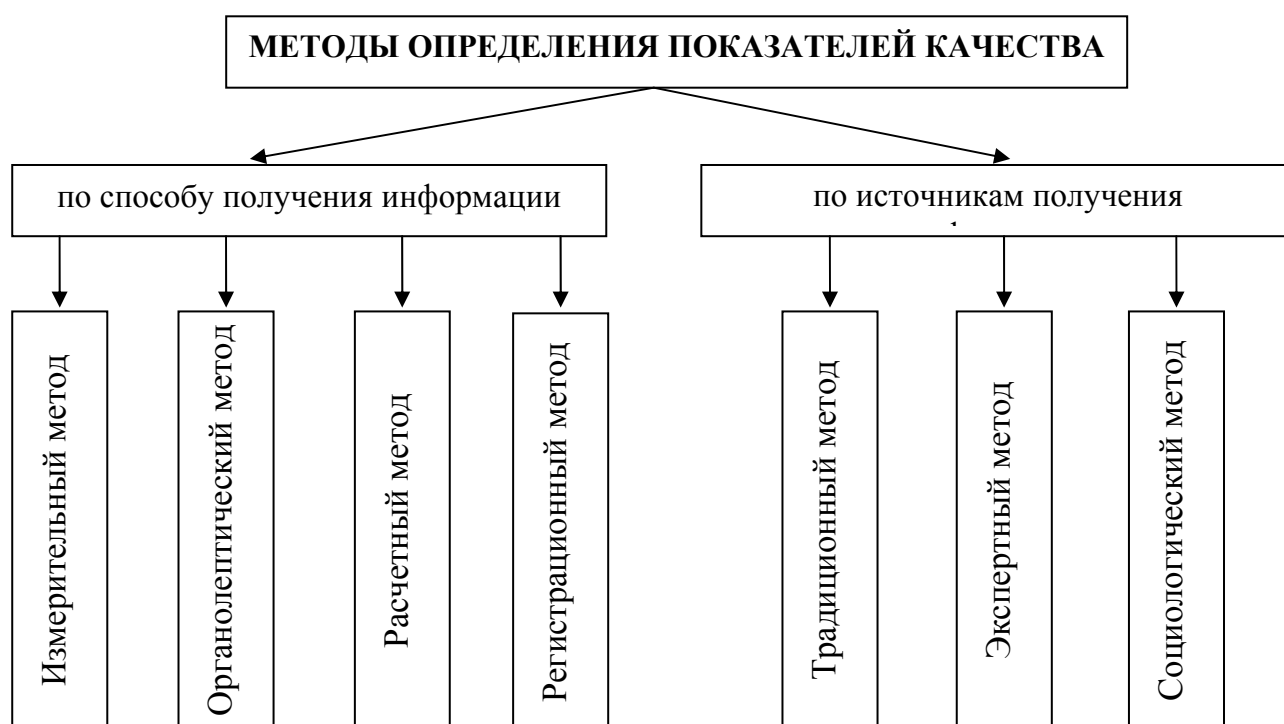 МЕТОДЫ ОПРЕДЕЛЕНИЯ ПОКАЗАТЕЛЕЙ КАЧЕСТВА
по способу получения информации
по источникам получения
Измерительный метод
Органолептический метод
Расчетный метод
Регистрационный метод
Традиционный метод
Экспертный метод
Социологический метод